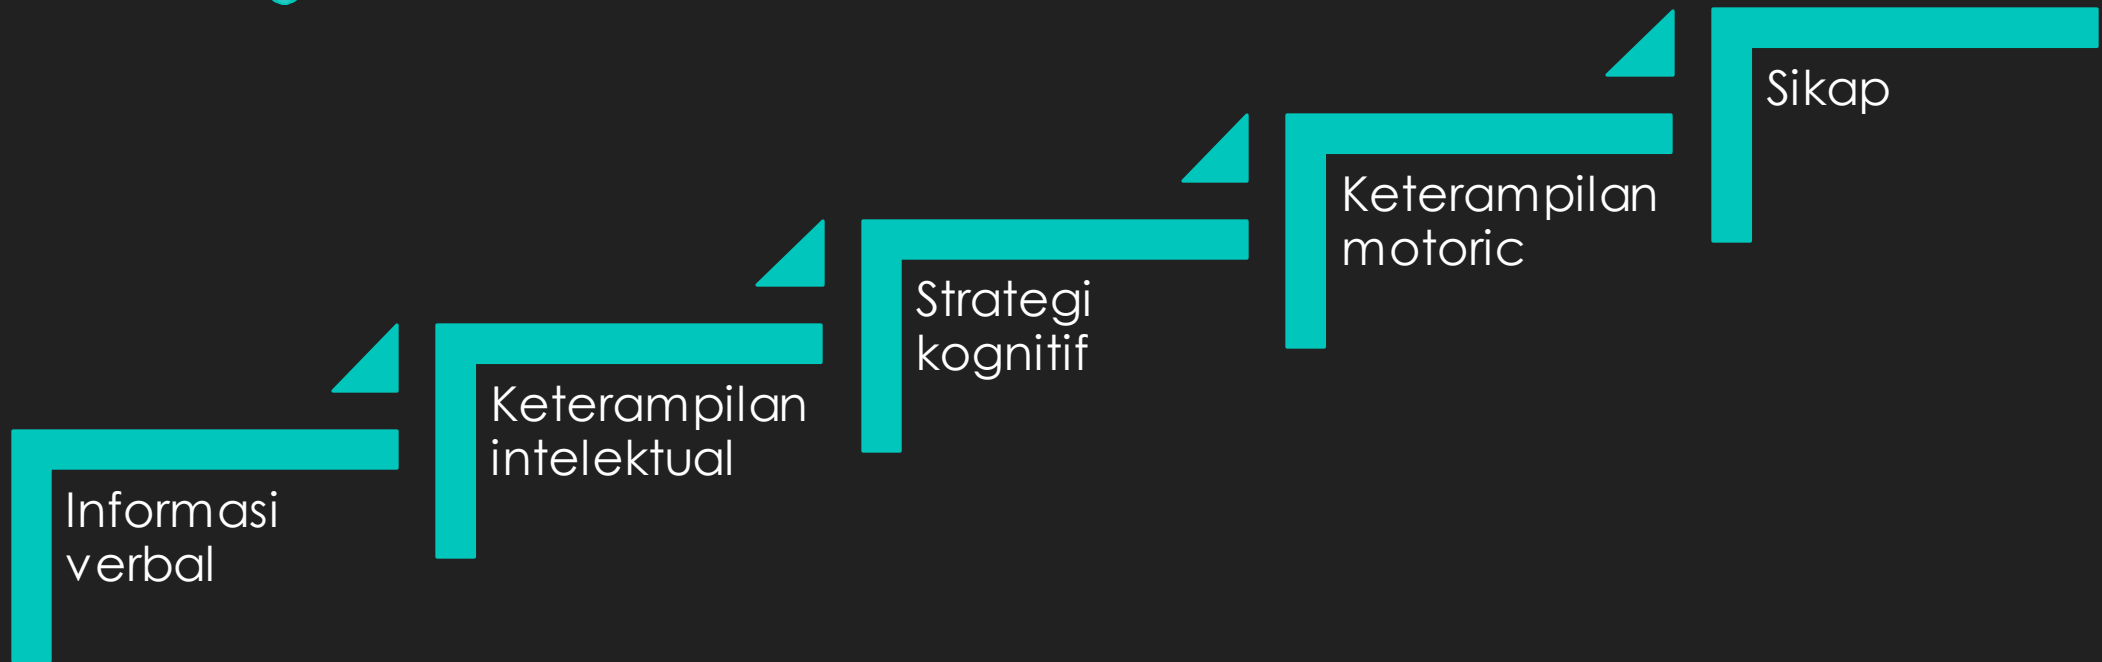 Informasi
verbal
Keterampilan
intelektual
Strategi
kognitif
Keterampilan
motoric
Sikap